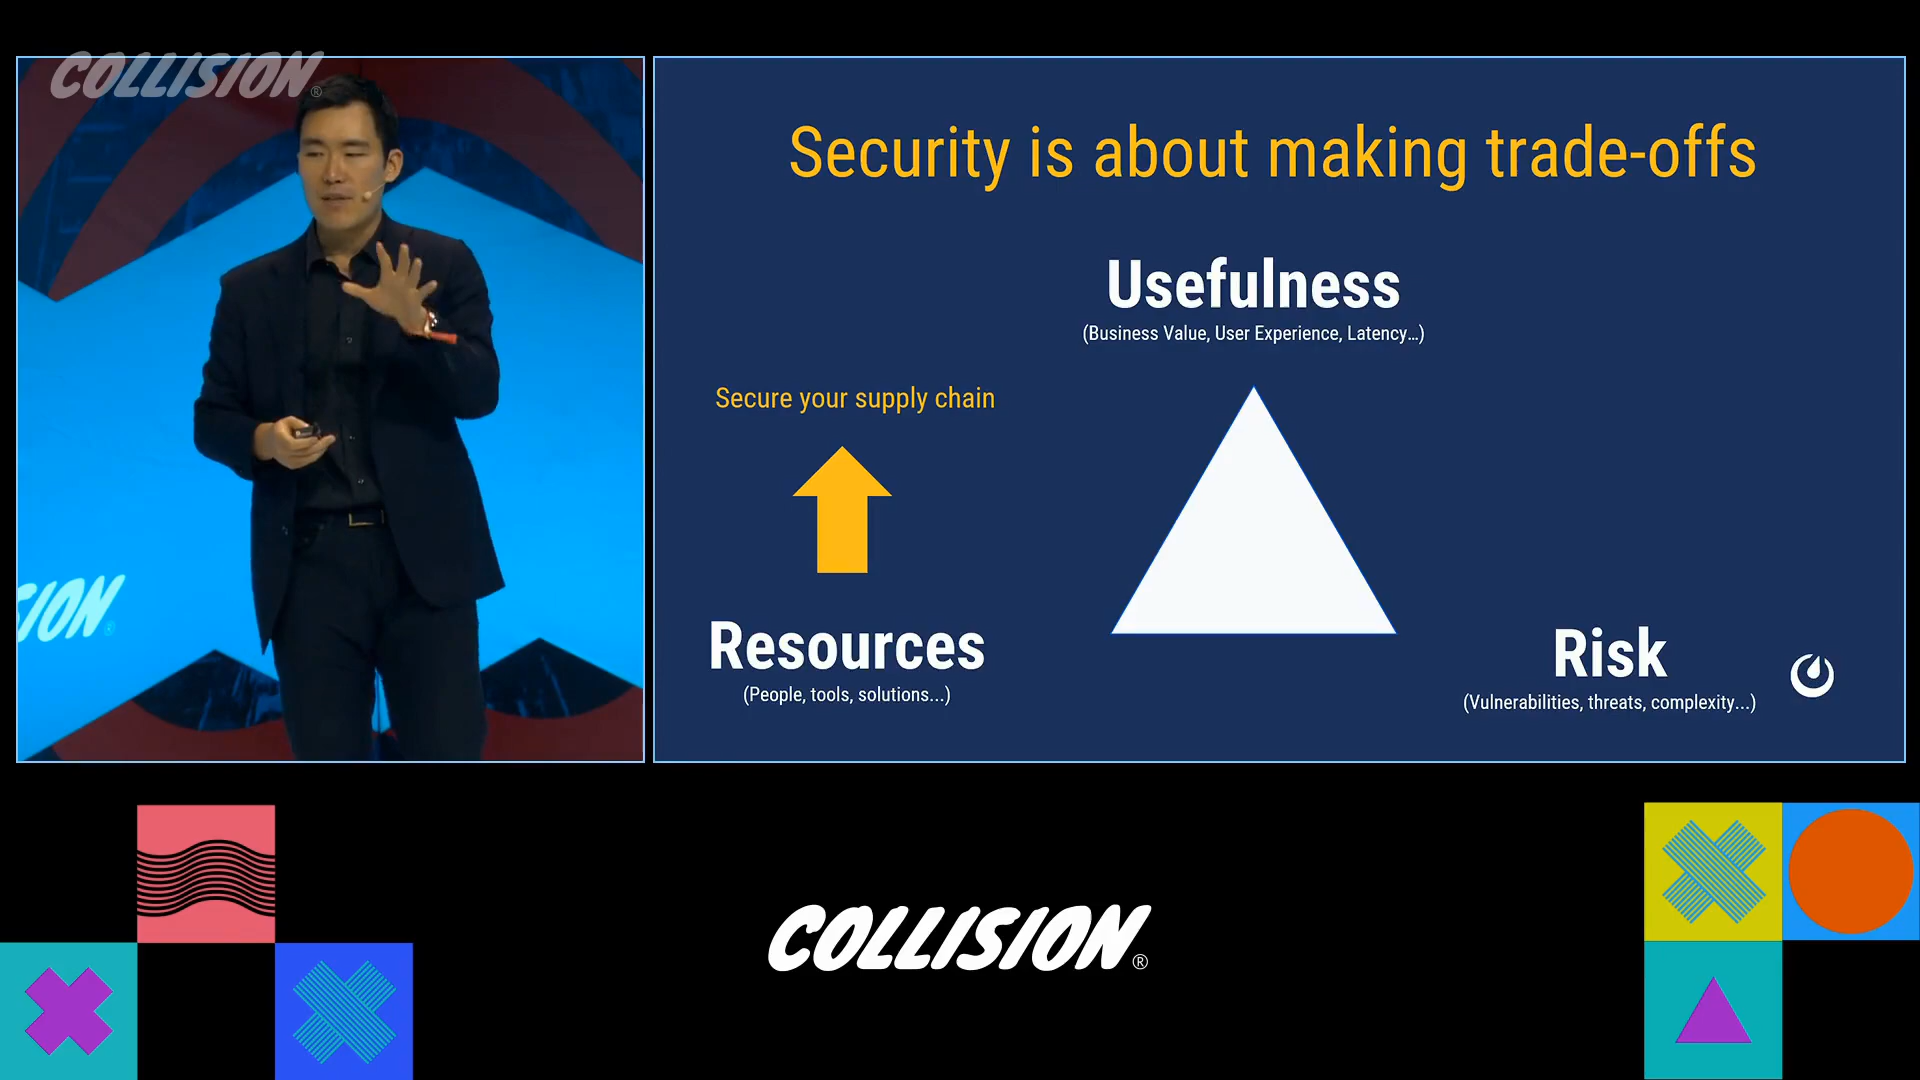 COLLISION®
Security is about making trade-offs
Usefulness
(Business Value, User Experience, Latency...)
Secure your supply chain
Resources
(People, tools, solutions...)
Risk
(Vulnerabilities, threats, complexity...)
SION®
COLLISION®